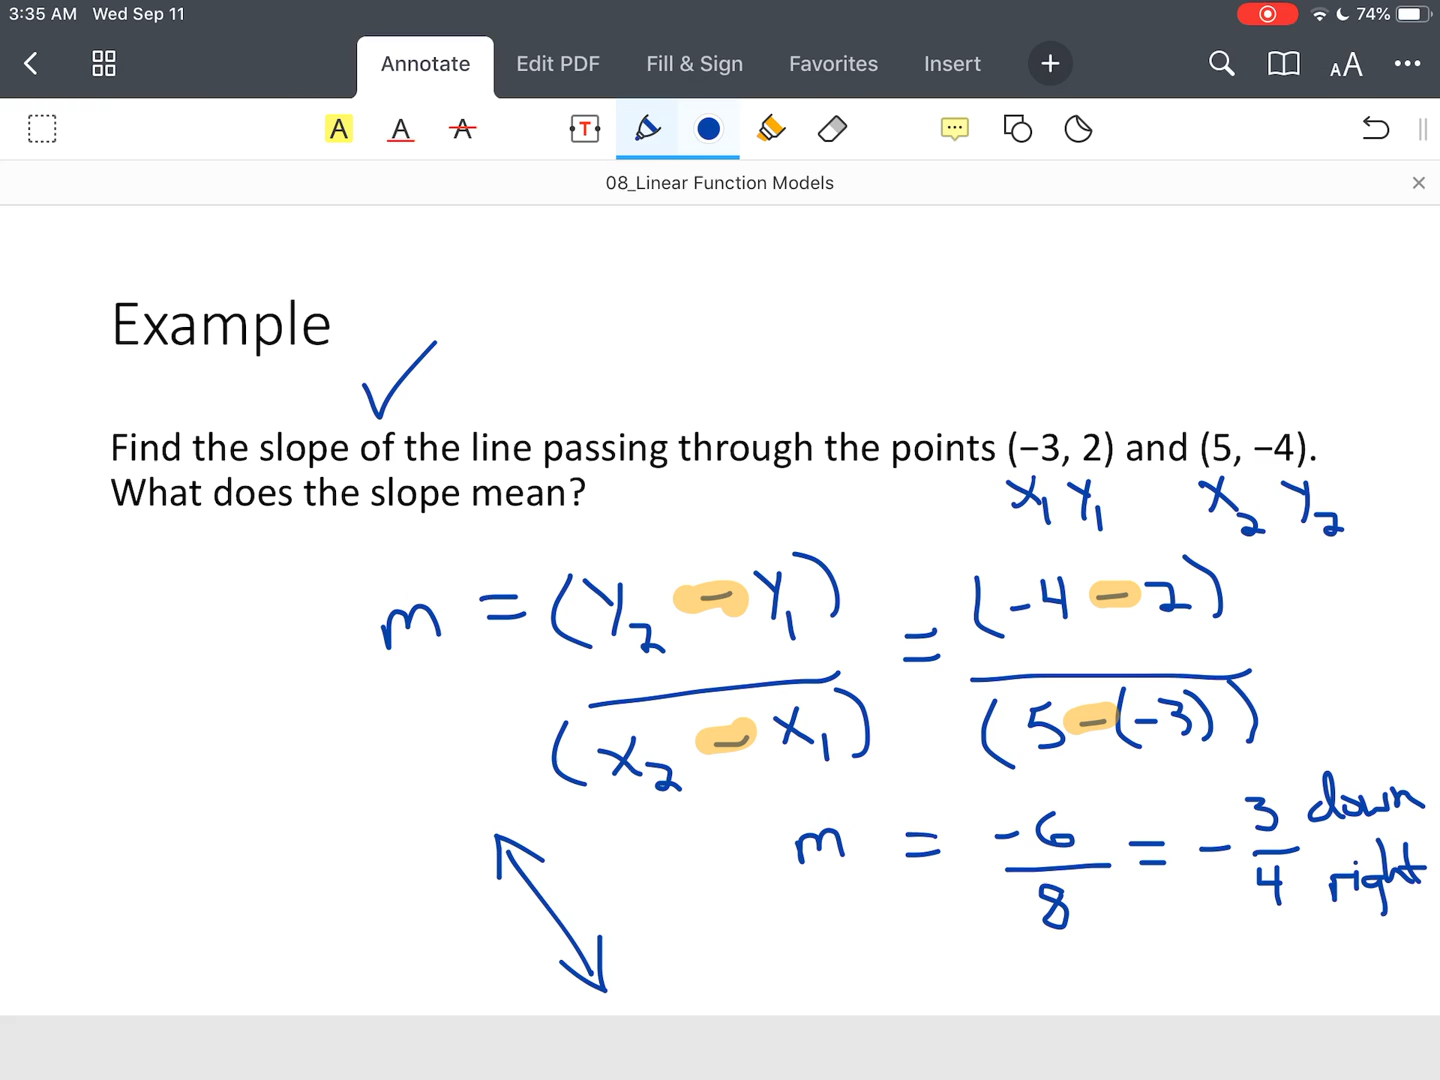 3:35 AM Wed Sep 11 74%
Annotate Edit PDF Fill & Sign Favorites Insert + AA
A A A T
08_Linear Function Models
Example
Find the slope of the line passing through the points (−3, 2) and (5, −4).
What does the slope mean?
x₁ y₁ x₂ y₂
m = (y₂ − y₁) / (x₂ − x₁) = (-4 − 2) / (5 − (-3))
m = -6/8 = - 3/4 down right